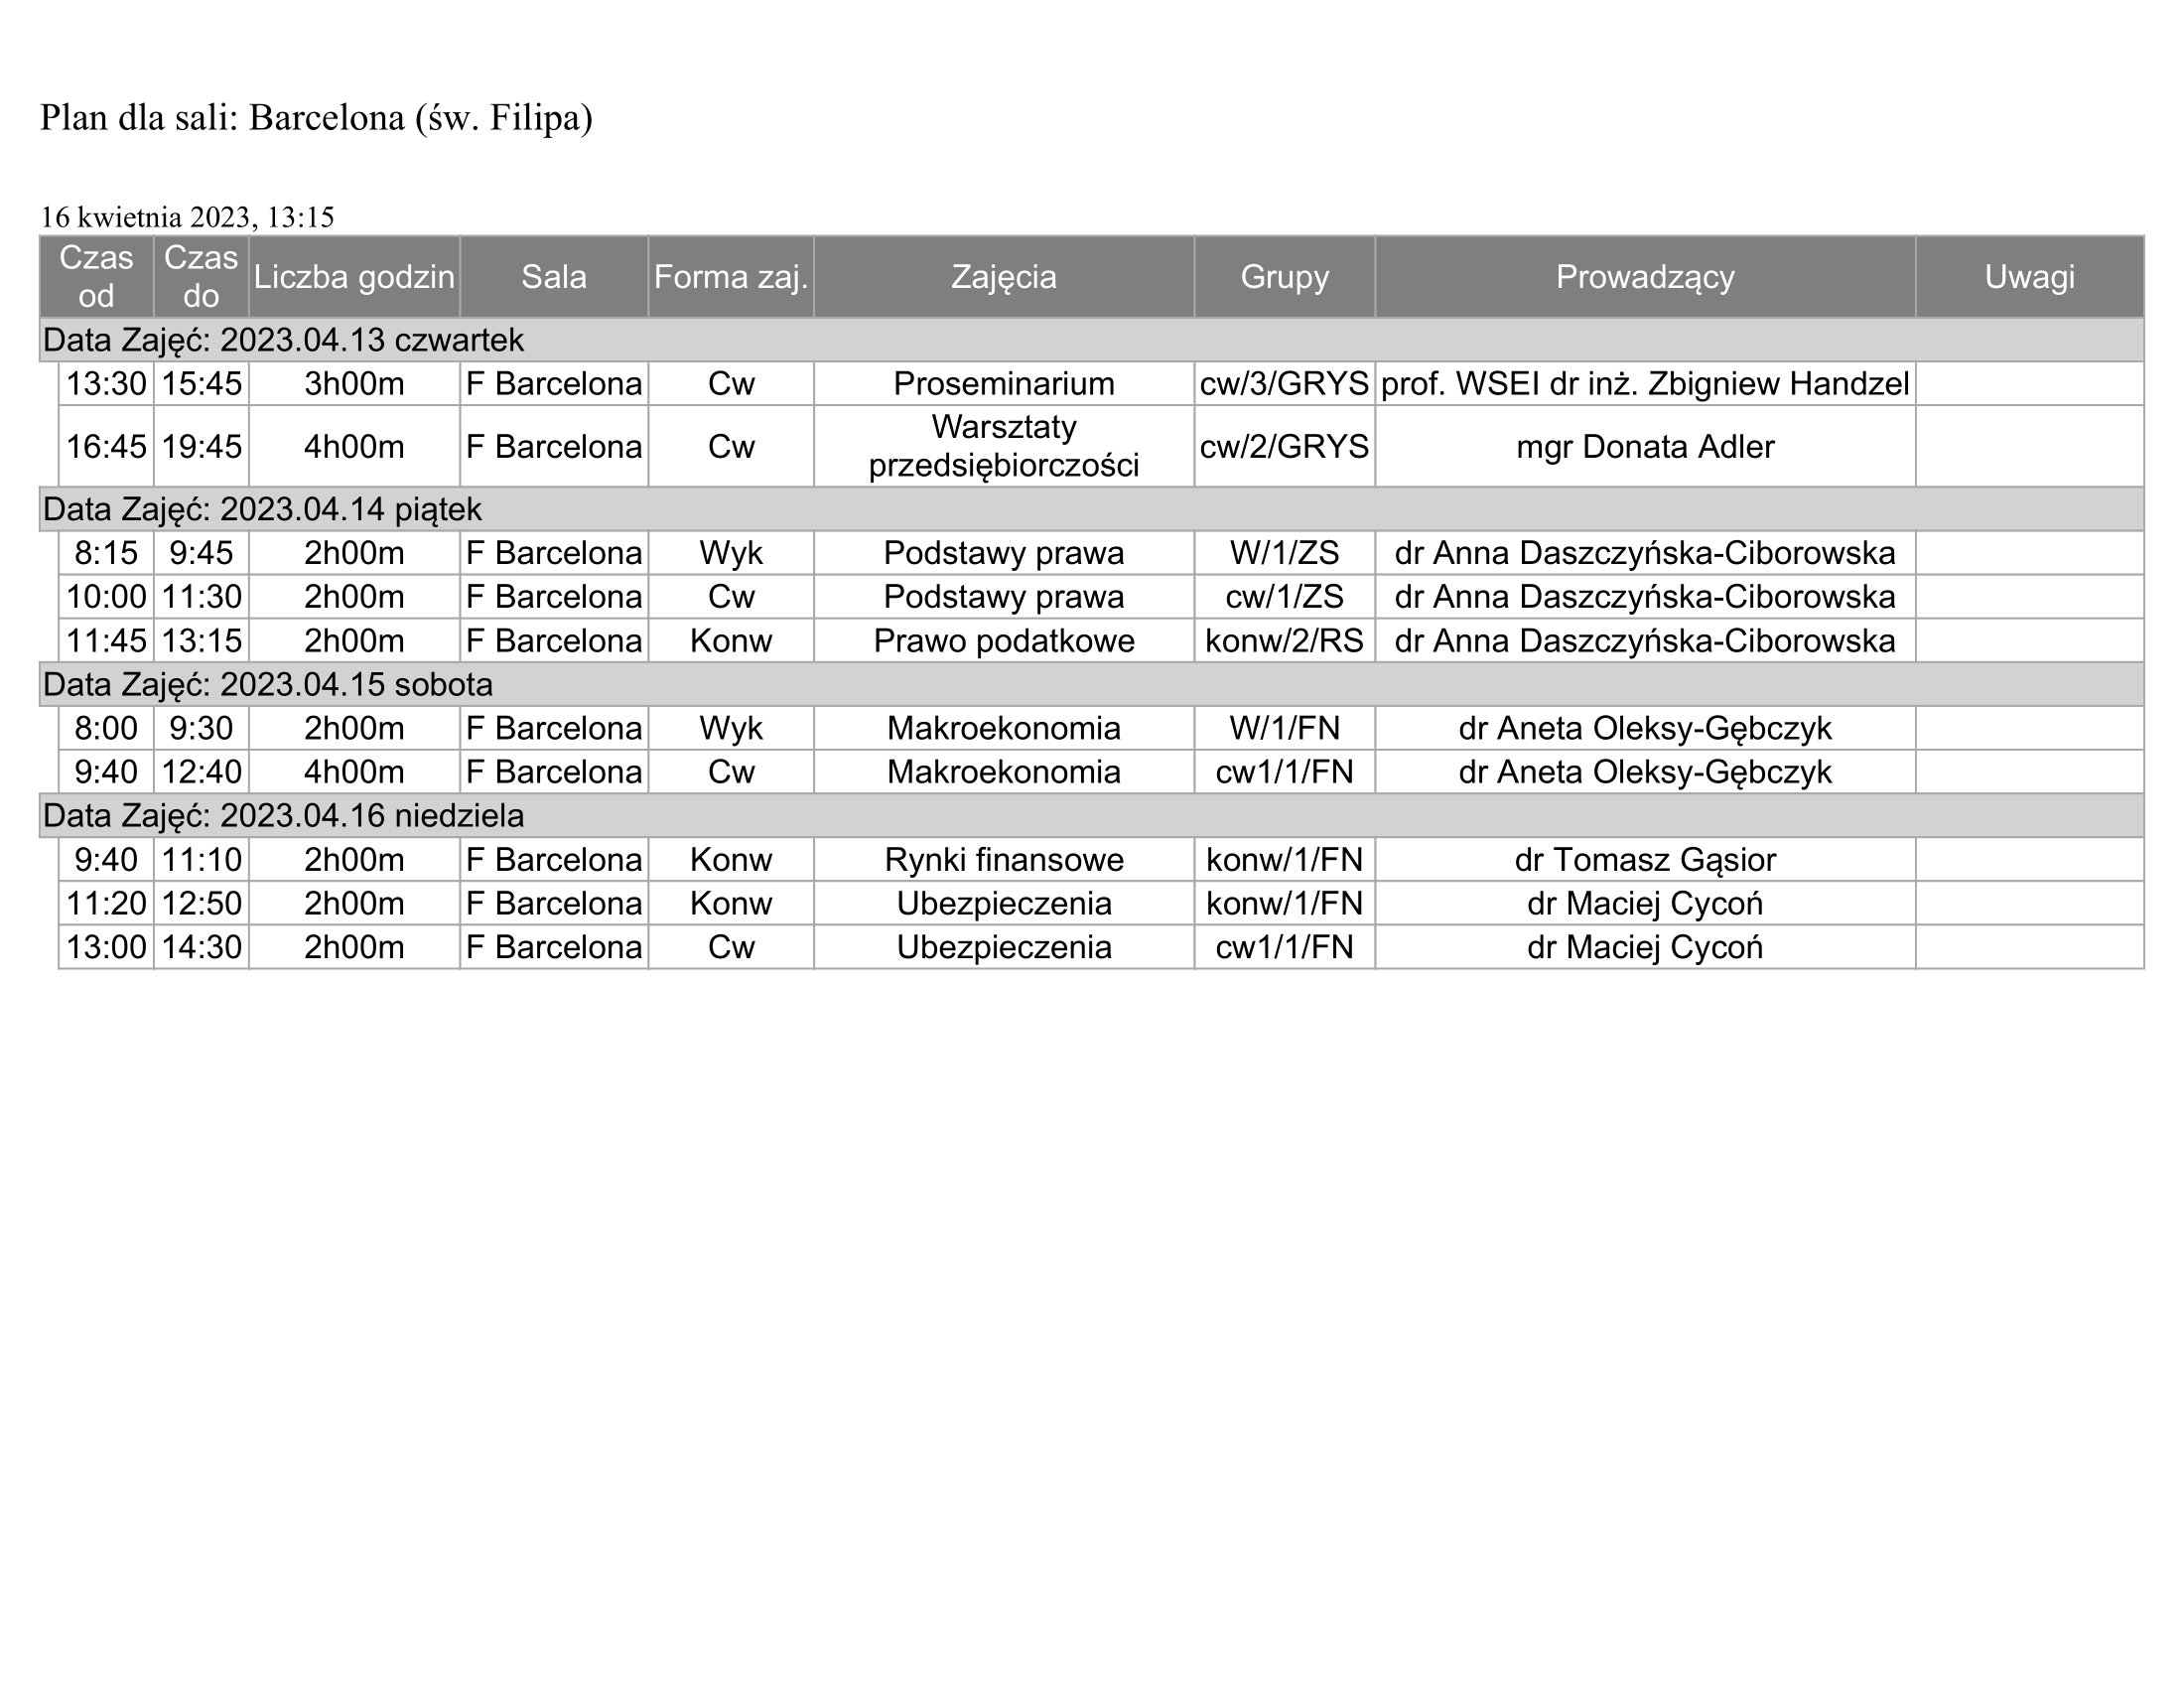 Plan dla sali: Barcelona (św. Filipa)
16 kwietnia 2023, 13:15
Czas od Czas do Liczba godzin Sala Forma zaj. Zajęcia Grupy Prowadzący Uwagi
Data Zajęć: 2023.04.13 czwartek
13:30 15:45 3h00m F Barcelona Cw Proseminarium cw/3/GRYS prof. WSEI dr inż. Zbigniew Handzel
16:45 19:45 4h00m F Barcelona Cw Warsztaty przedsiębiorczości cw/2/GRYS mgr Donata Adler
Data Zajęć: 2023.04.14 piątek
8:15 9:45 2h00m F Barcelona Wyk Podstawy prawa W/1/ZS dr Anna Daszczyńska-Ciborowska
10:00 11:30 2h00m F Barcelona Cw Podstawy prawa cw/1/ZS dr Anna Daszczyńska-Ciborowska
11:45 13:15 2h00m F Barcelona Konw Prawo podatkowe konw/2/RS dr Anna Daszczyńska-Ciborowska
Data Zajęć: 2023.04.15 sobota
8:00 9:30 2h00m F Barcelona Wyk Makroekonomia W/1/FN dr Aneta Oleksy-Gębczyk
9:40 12:40 4h00m F Barcelona Cw Makroekonomia cw1/1/FN dr Aneta Oleksy-Gębczyk
Data Zajęć: 2023.04.16 niedziela
9:40 11:10 2h00m F Barcelona Konw Rynki finansowe konw/1/FN dr Tomasz Gąsior
11:20 12:50 2h00m F Barcelona Konw Ubezpieczenia konw/1/FN dr Maciej Cycoń
13:00 14:30 2h00m F Barcelona Cw Ubezpieczenia cw1/1/FN dr Maciej Cycoń